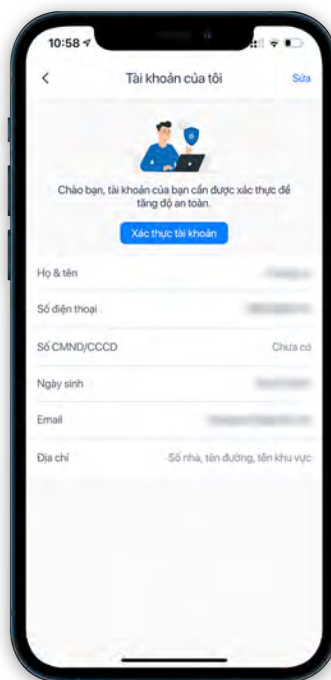 10:58
Tài khoản của tôi
Sửa
Chào bạn, tài khoản của bạn cần được xác thực để
tăng độ an toàn.
Xác thực tài khoản
Họ & tên
Số điện thoại
Số CMND/CCCD
Chưa có
Ngày sinh
Email
Địa chỉ
Số nhà, tên đường, tên khu vực